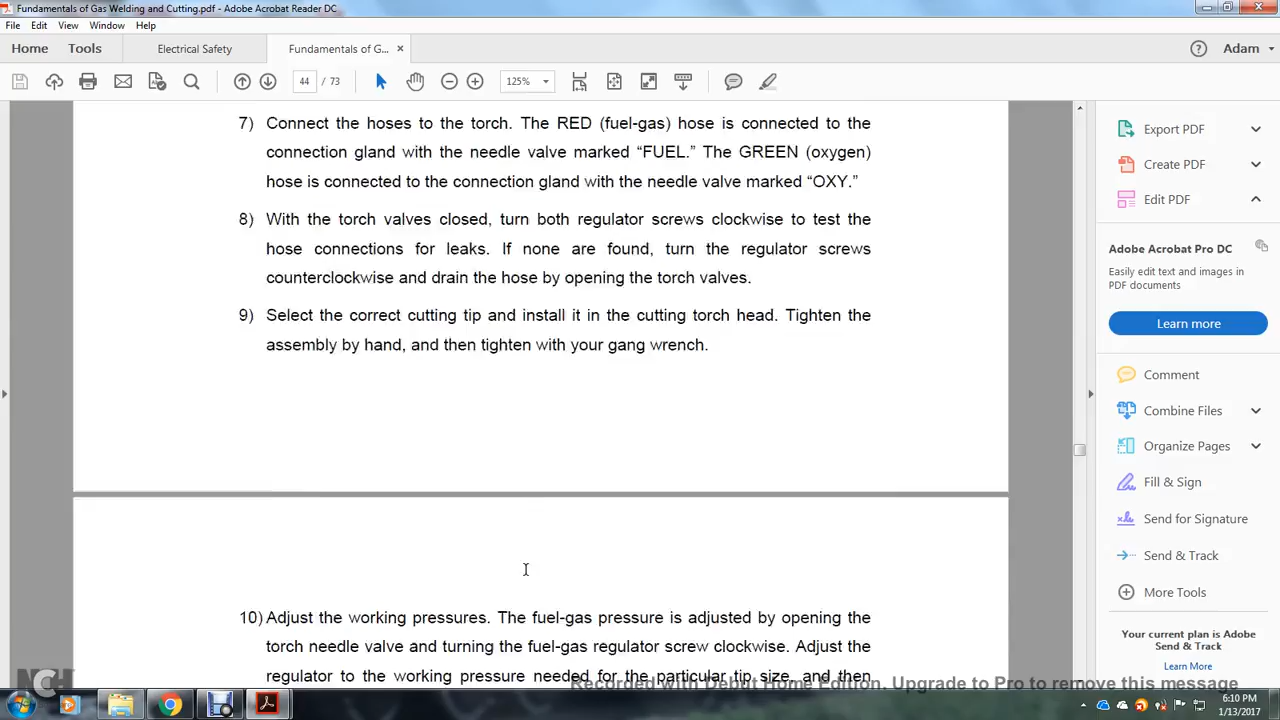 Fundamentals of Gas Welding and Cutting.pdf - Adobe Acrobat Reader DC
File Edit View Window Help
Home Tools Electrical Safety Fundamentals of G... × Adam
44 / 73 125%
7) Connect the hoses to the torch. The RED (fuel-gas) hose is connected to the
connection gland with the needle valve marked “FUEL.” The GREEN (oxygen)
hose is connected to the connection gland with the needle valve marked “OXY.”
8) With the torch valves closed, turn both regulator screws clockwise to test the
hose connections for leaks. If none are found, turn the regulator screws
counterclockwise and drain the hose by opening the torch valves.
9) Select the correct cutting tip and install it in the cutting torch head. Tighten the
assembly by hand, and then tighten with your gang wrench.
10) Adjust the working pressures. The fuel-gas pressure is adjusted by opening the
torch needle valve and turning the fuel-gas regulator screw clockwise. Adjust the
regulator to the working pressure needed for the particular tip size, and then
Export PDF
Create PDF
Edit PDF
Adobe Acrobat Pro DC
Easily edit text and images in
PDF documents
Learn more
Comment
Combine Files
Organize Pages
Fill & Sign
Send for Signature
Send & Track
More Tools
Your current plan is Adobe
Send & Track
Learn More
NCH
Recorded with Debut Home Edition. Upgrade to Pro to remove this message
6:10 PM
1/13/2017